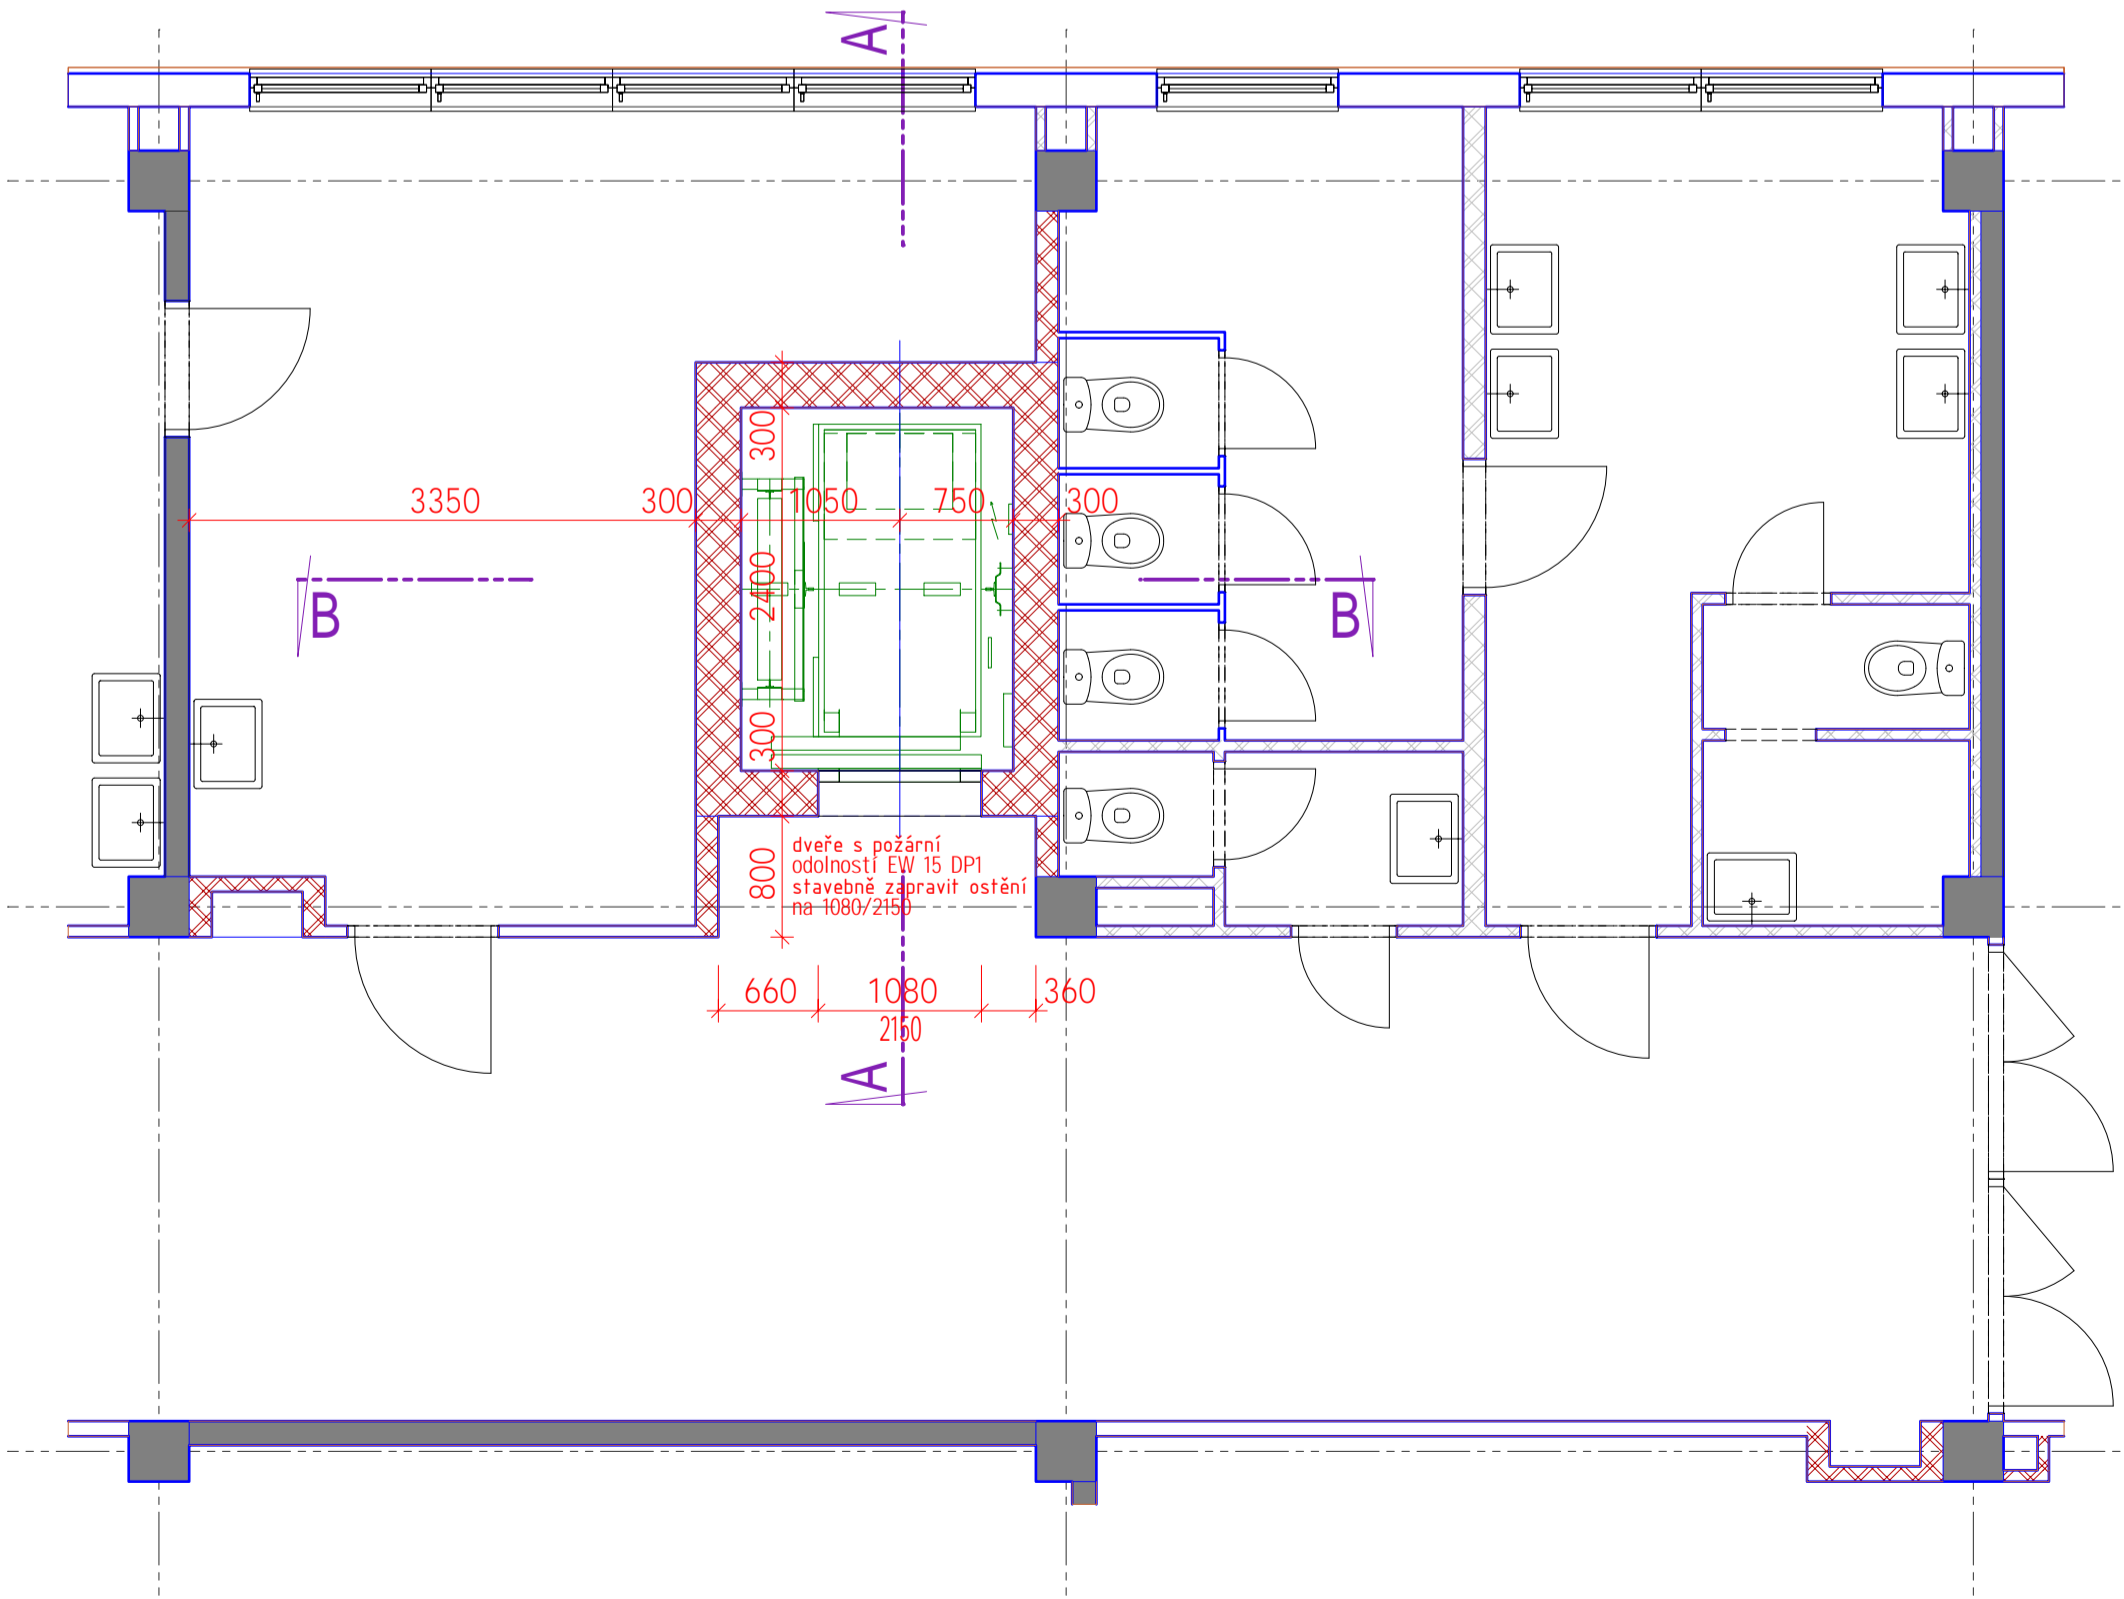 A
300
3350
300
1050
750
300
2400
B
B
300
800
dveře s požární
odolností EW 15 DP1
stavebně zapravit ostění
na 1080/2150
660
1080
360
2150
A